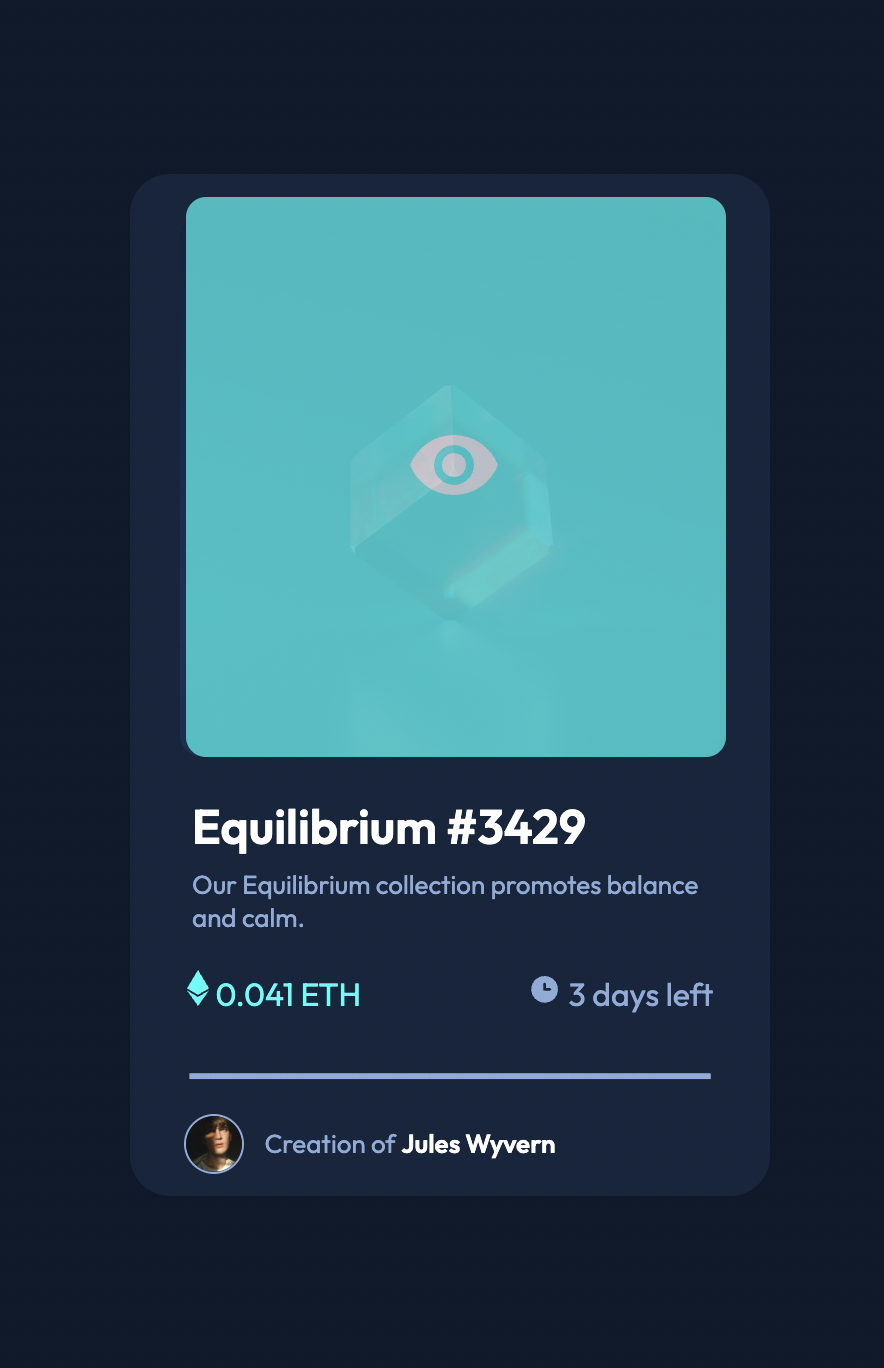 Equilibrium #3429
Our Equilibrium collection promotes balance
and calm.
0.041 ETH
3 days left
Creation of Jules Wyvern